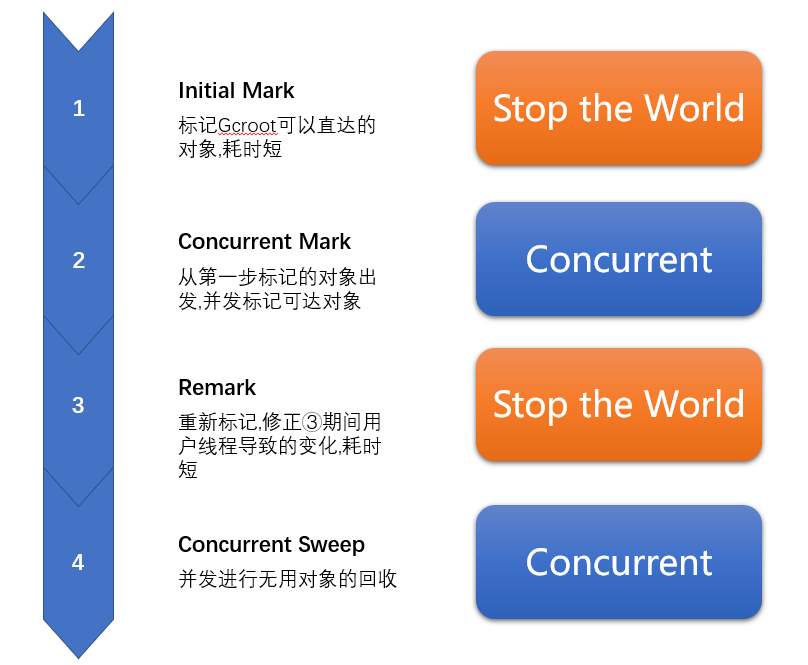 1
Initial Mark
标记Gcroot可以直达的
对象,耗时短
Stop the World
2
Concurrent Mark
从第一步标记的对象出
发,并发标记可达对象
Concurrent
3
Remark
重新标记,修正③期间用
户线程导致的变化,耗时
短
Stop the World
4
Concurrent Sweep
并发进行无用对象的回收
Concurrent